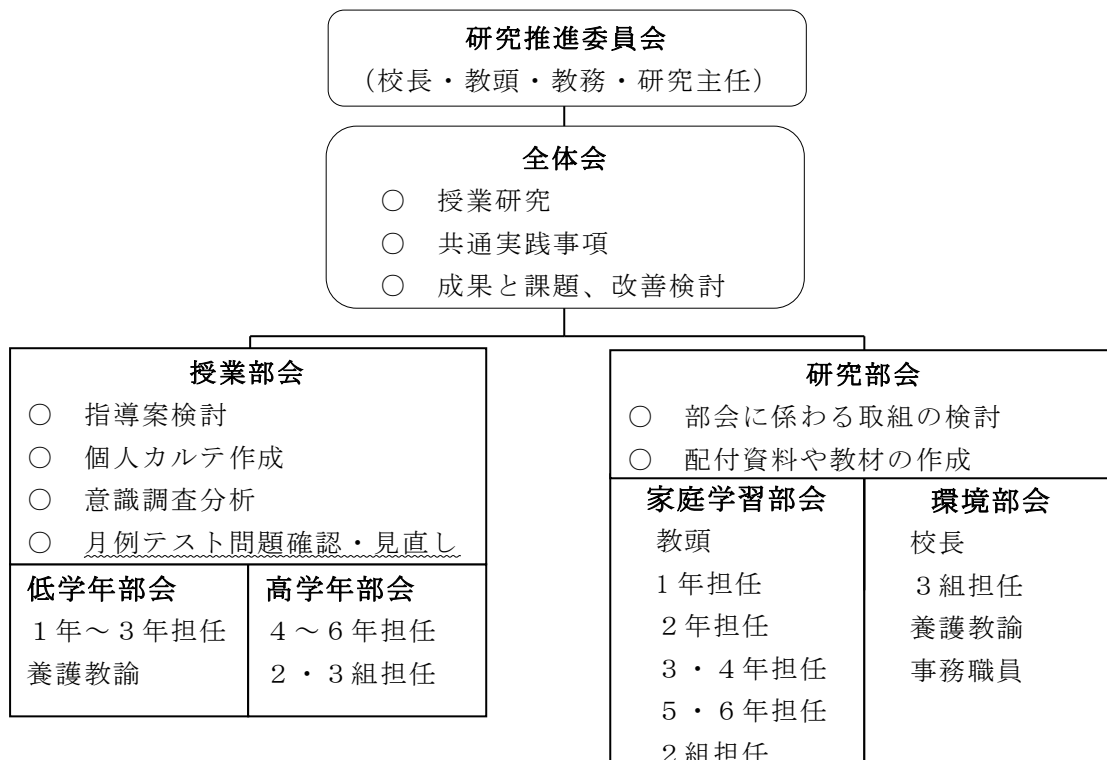 研究推進委員会
(校長・教頭・教務・研究主任)
全体会
○ 授業研究
○ 共通実践事項
○ 成果と課題、改善検討
授業部会
○ 指導案検討
○ 個人カルテ作成
○ 意識調査分析
○ 月例テスト問題確認・見直し
低学年部会
1年～3年担任
養護教諭
高学年部会
4～6年担任
2・3組担任
研究部会
○ 部会に係わる取組の検討
○ 配付資料や教材の作成
家庭学習部会
教頭
1年担任
2年担任
3・4年担任
5・6年担任
2組担任
環境部会
校長
3組担任
養護教諭
事務職員